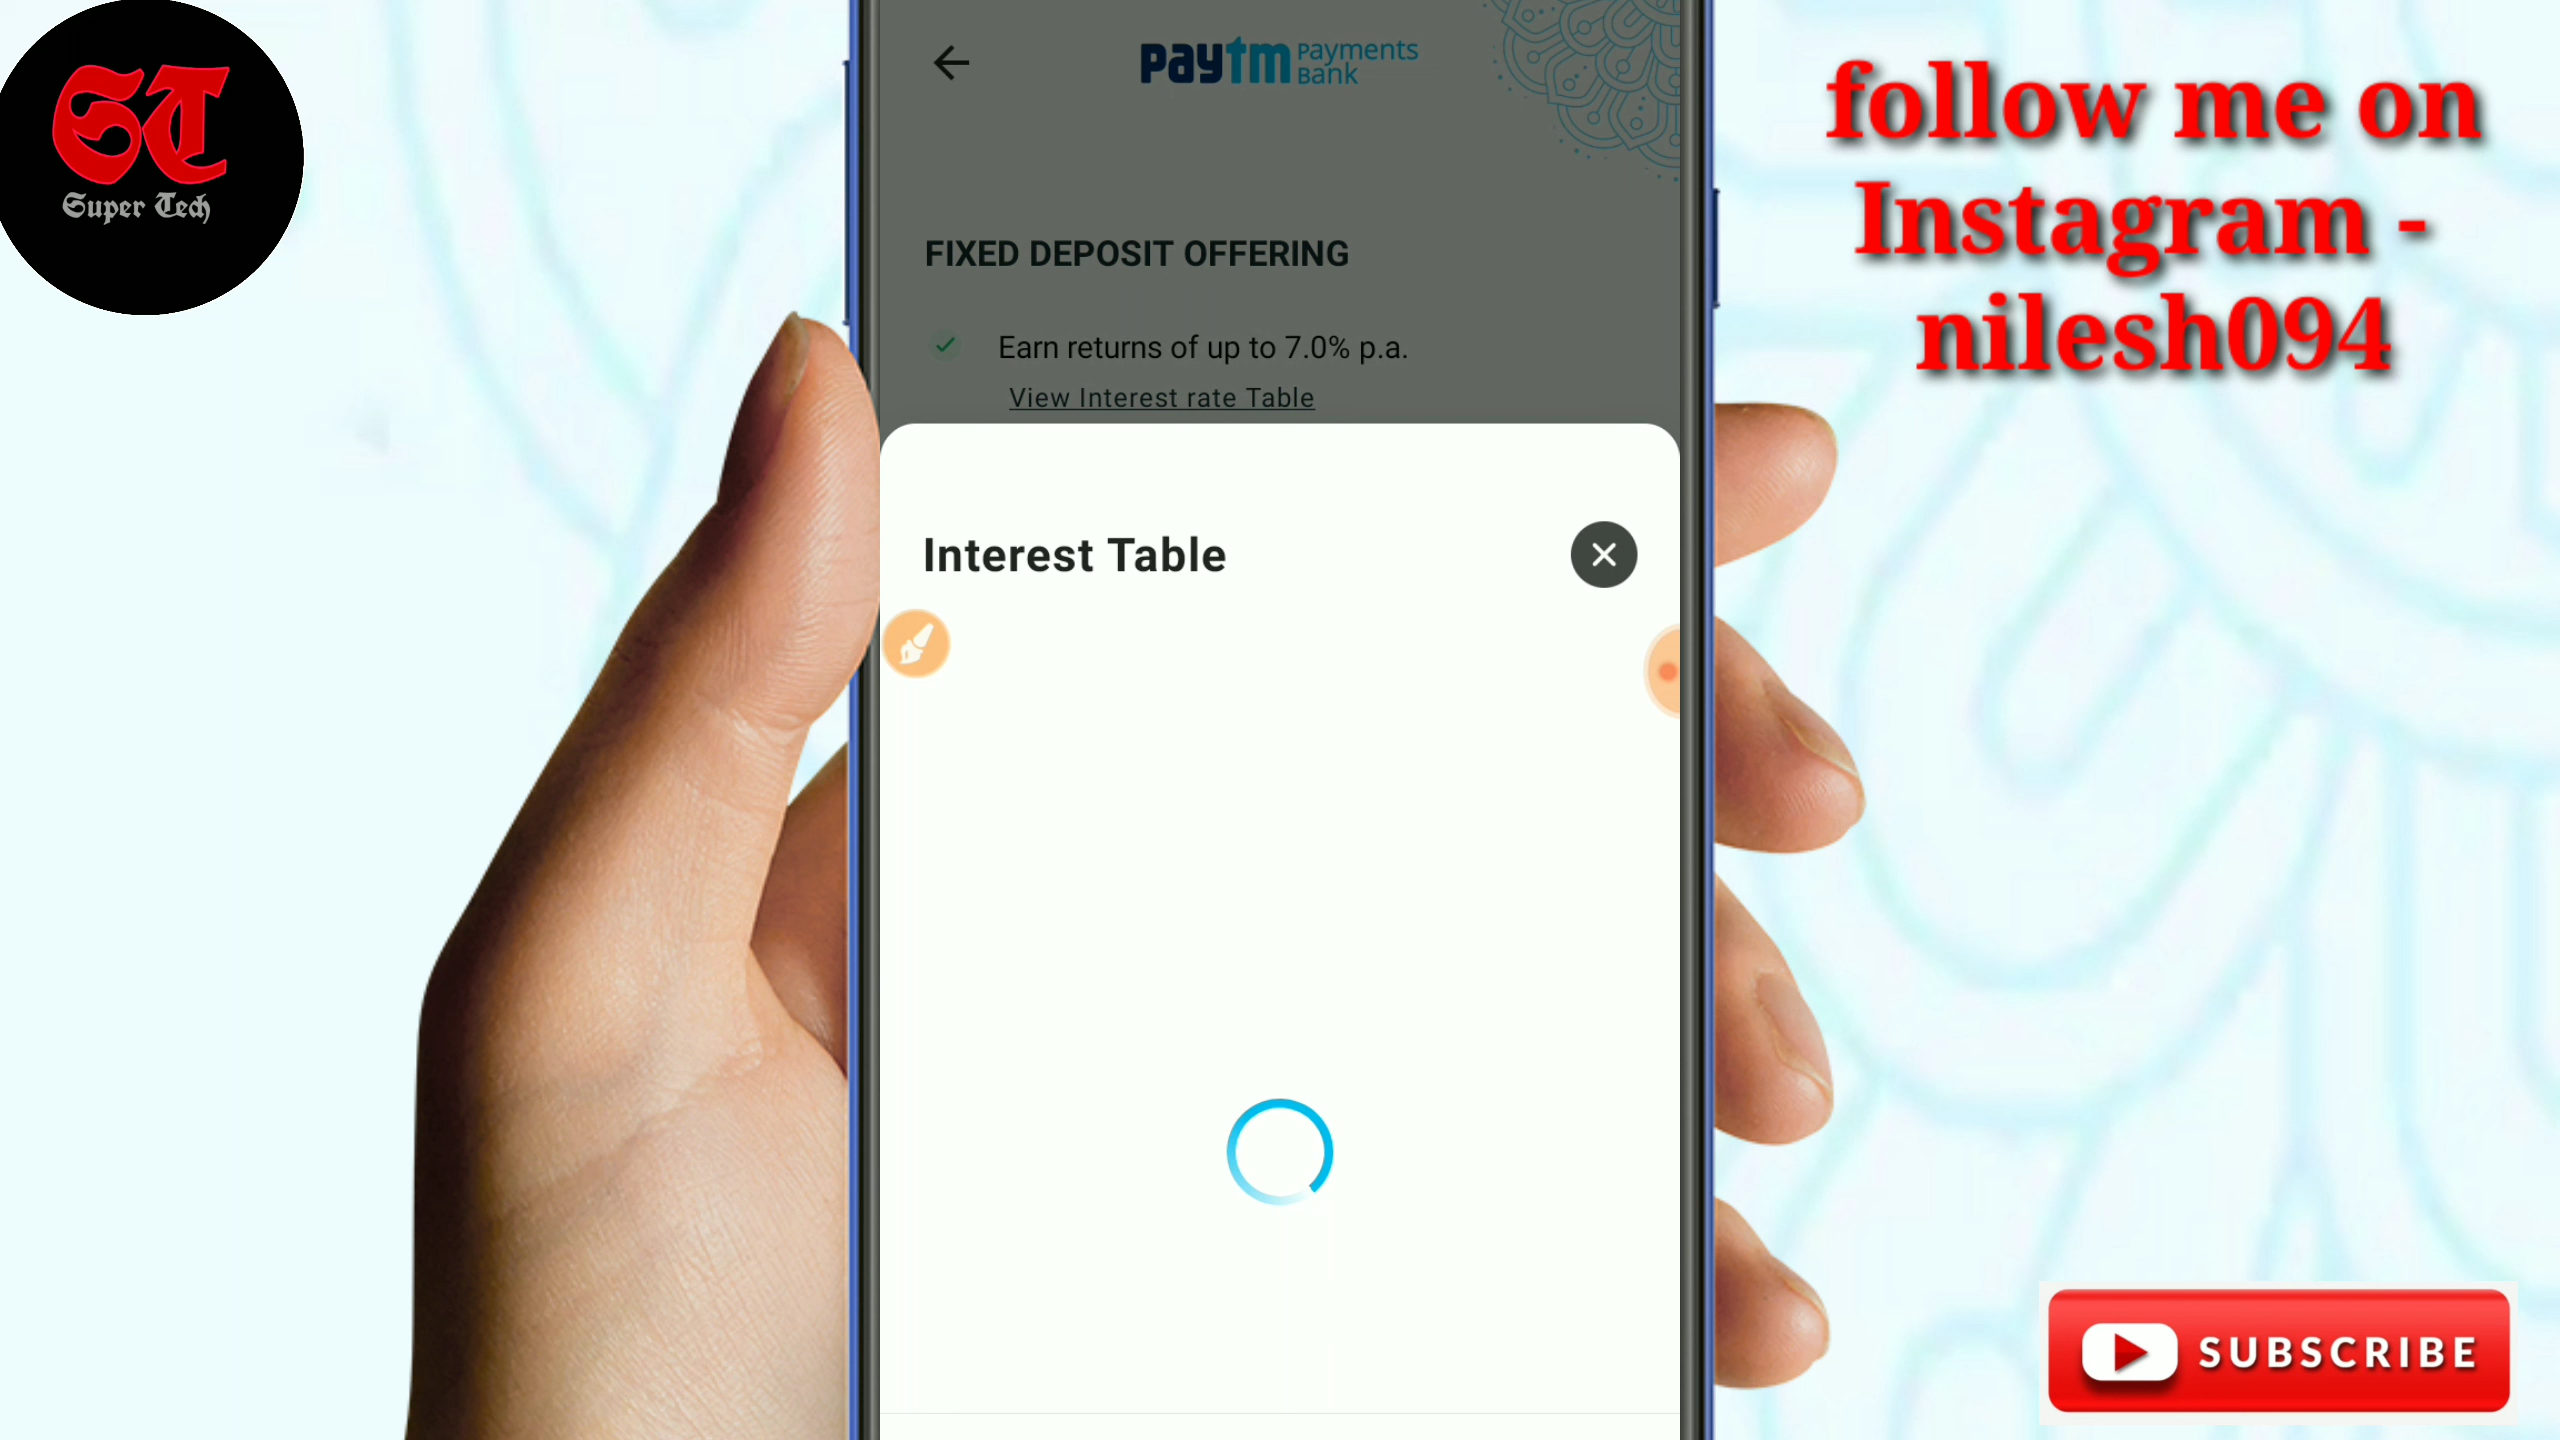 ST
Super Tech
paytm Payments
Bank
FIXED DEPOSIT OFFERING
Earn returns of up to 7.0% p.a.
View Interest rate Table
Interest Table
follow me on
Instagram -
nilesh094
SUBSCRIBE